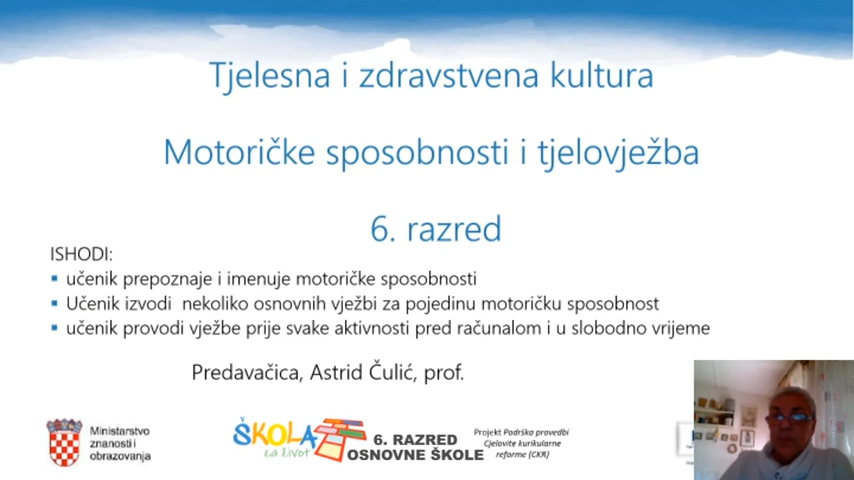 Tjelesna i zdravstvena kultura
Motoričke sposobnosti i tjelovježba
6. razred
ISHODI:
učenik prepoznaje i imenuje motoričke sposobnosti
Učenik izvodi nekoliko osnovnih vježbi za pojedinu motoričku sposobnost
učenik provodi vježbe prije svake aktivnosti pred računalom i u slobodno vrijeme
Predavačica, Astrid Čulić, prof.
Ministarstvo
znanosti i
obrazovanja
ŠKOLA
za život
6. RAZRED
OSNOVNE ŠKOLE
Projekt Podrška provedbi
Cjelovite kurikularne
reforme (CKR)